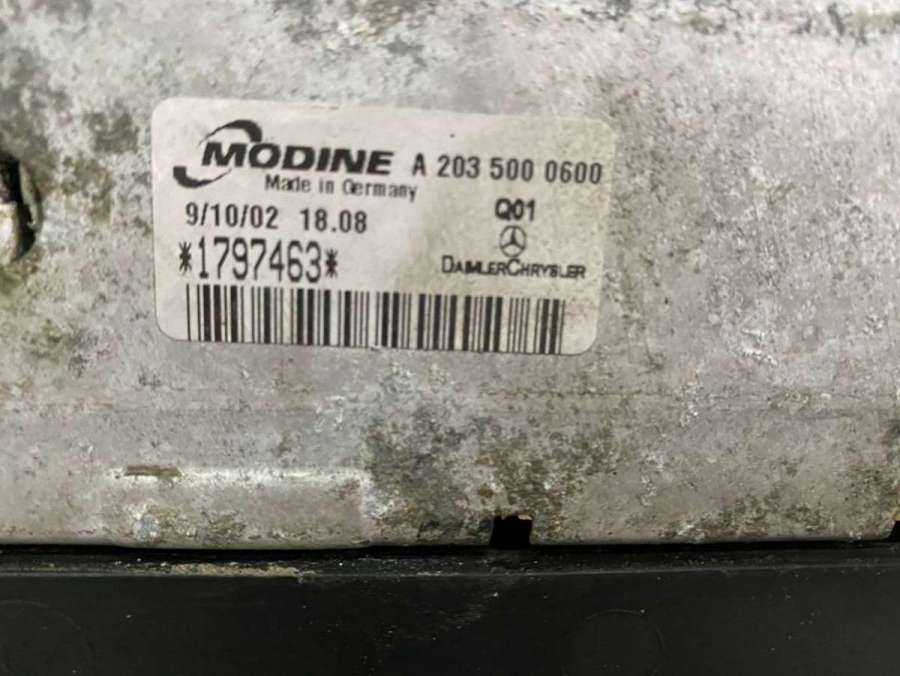 MODINE A 203 500 0600
Made in Germany
9/10/02 18.08 Q01
*1797463* DAIMLERCHRYSLER